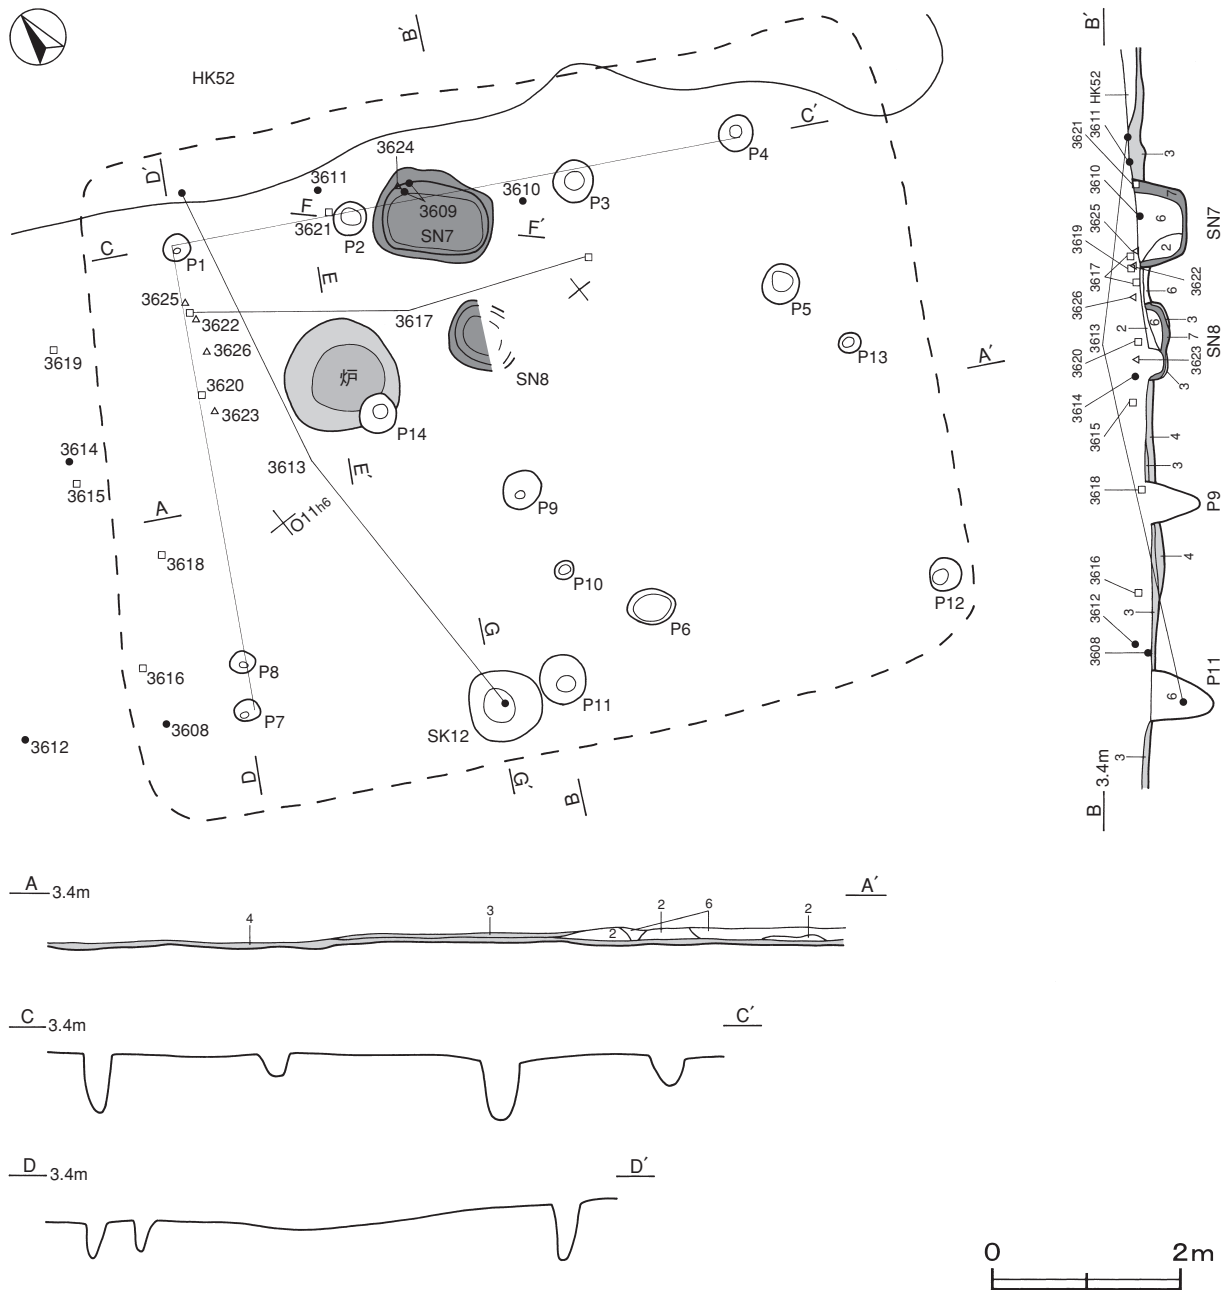 HK52
B´
C´
D´
3624
3611
F
3621
P2
3609
SN7
3610
F´
P3
P4
C
P1
E
3625
3622
3617
P5
3619
3626
炉
SN8
P13
A´
3620
3623
P14
3614
3613
E´
3615
A
O11h6
P9
3618
P10
P6
P12
G
P8
3616
P11
P7
3608
SK12
3612
D
G´
B
B´
HK52
3611
3621
3
3610
7
6
SN7
3625
2
3619
3617
3622
6
3626
3
6
2
7
SN8
3613
3623
3620
3
3614
4
3615
3
3618
P9
4
3616
3
3612
3608
P11
6
3
3.4m
B
A
3.4m
A´
4
3
2
6
2
2
C
3.4m
C´
D
3.4m
D´
0
2m